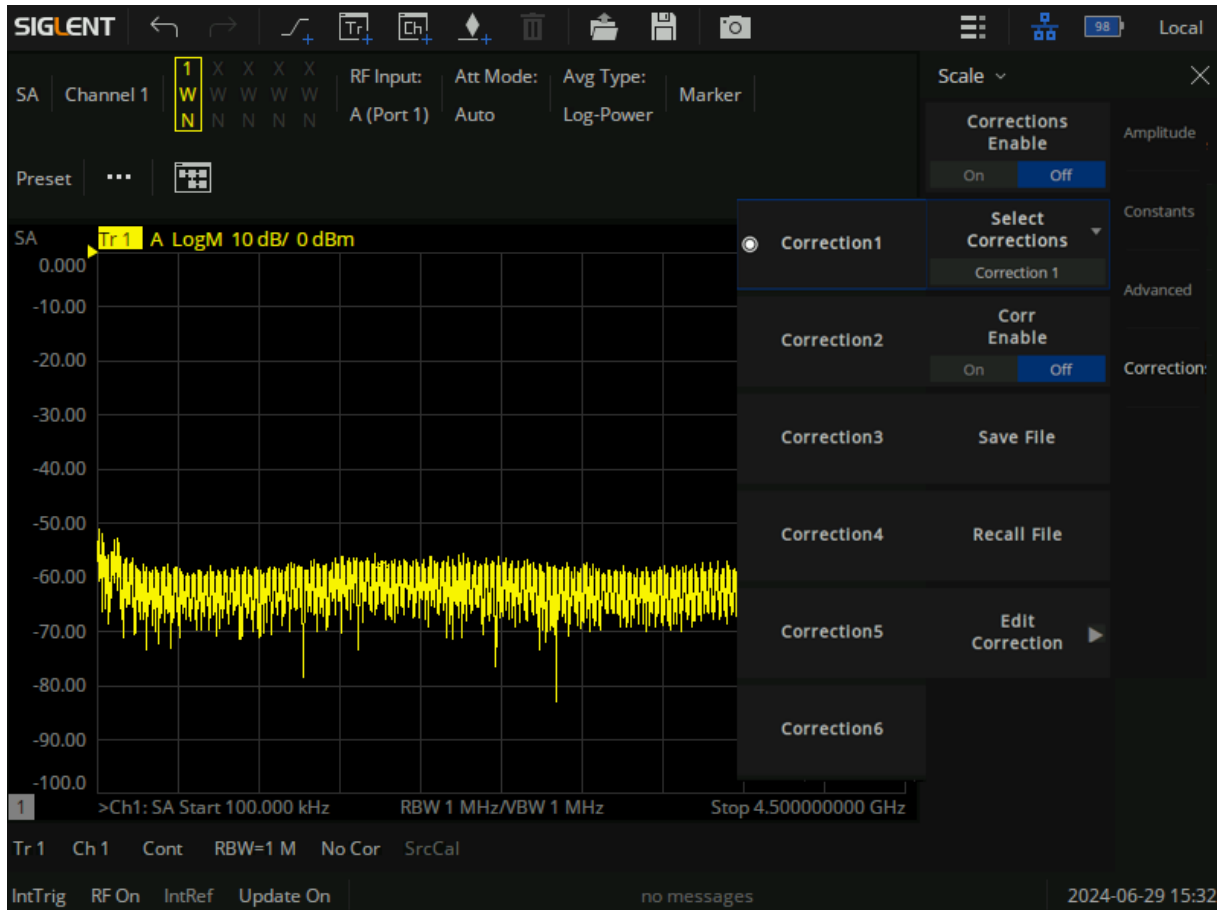 SIGLENT
Tr
Ch
98
Local
SA
Channel 1
1 X X X X
W W W W W
N N N N N
RF Input:
A (Port 1)
Att Mode:
Auto
Avg Type:
Log-Power
Marker
Preset
SA
Tr 1 A LogM 10 dB/ 0 dBm
0.000
-10.00
-20.00
-30.00
-40.00
-50.00
-60.00
-70.00
-80.00
-90.00
-100.0
1
>Ch1: SA Start 100.000 kHz
RBW 1 MHz/VBW 1 MHz
Stop 4.500000000 GHz
Correction1
Correction2
Correction3
Correction4
Correction5
Correction6
Scale
Corrections
Enable
On Off
Select
Corrections
Correction 1
Corr
Enable
On Off
Save File
Recall File
Edit
Correction
Amplitude
Constants
Advanced
Corrections
Tr 1 Ch 1 Cont RBW=1 M No Cor SrcCal
IntTrig RF On IntRef Update On
no messages
2024-06-29 15:32